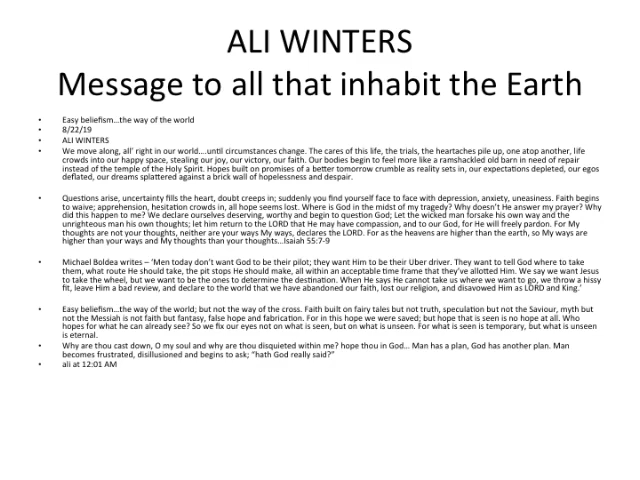 ALI WINTERS
Message to all that inhabit the Earth
• Easy beliefism…the way of the world
• 8/22/19
• ALI WINTERS
• We move along, all' right in our world….until circumstances change. The cares of this life, the trials, the heartaches pile up, one atop another, life
crowds into our happy space, stealing our joy, our victory, our faith. Our bodies begin to feel more like a ramshackled old barn in need of repair
instead of the temple of the Holy Spirit. Hopes built on promises of a better tomorrow crumble as reality sets in, our expectations depleted, our egos
deflated, our dreams splattered against a brick wall of hopelessness and despair.
• Questions arise, uncertainty fills the heart, doubt creeps in; suddenly you find yourself face to face with depression, anxiety, uneasiness. Faith begins
to waive; apprehension, hesitation crowds in, all hope seems lost. Where is God in the midst of my tragedy? Why doesn't He answer my prayer? Why
did this happen to me? We declare ourselves deserving, worthy and begin to question God; Let the wicked man forsake his own way and the
unrighteous man his own thoughts; let him return to the LORD that He may have compassion, and to our God, for He will freely pardon. For My
thoughts are not your thoughts, neither are your ways My ways, declares the LORD. For as the heavens are higher than the earth, so My ways are
higher than your ways and My thoughts than your thoughts…Isaiah 55:7-9
• Michael Boldea writes – 'Men today don't want God to be their pilot; they want Him to be their Uber driver. They want to tell God where to take
them, what route He should take, the pit stops He should make, all within an acceptable time frame that they've allotted Him. We say we want Jesus
to take the wheel, but we want to be the ones to determine the destination. When He says He cannot take us where we want to go, we throw a hissy
fit, leave Him a bad review, and declare to the world that we have abandoned our faith, lost our religion, and disavowed Him as LORD and King.'
• Easy beliefism…the way of the world; but not the way of the cross. Faith built on fairy tales but not truth, speculation but not the Saviour, myth but
not the Messiah is not faith but fantasy, false hope and fabrication. For in this hope we were saved; but hope that is seen is no hope at all. Who
hopes for what he can already see? So we fix our eyes not on what is seen, but on what is unseen. For what is seen is temporary, but what is unseen
is eternal.
• Why are thou cast down, O my soul and why are thou disquieted within me? hope thou in God… Man has a plan, God has another plan. Man
becomes frustrated, disillusioned and begins to ask; "hath God really said?"
• ali at 12:01 AM